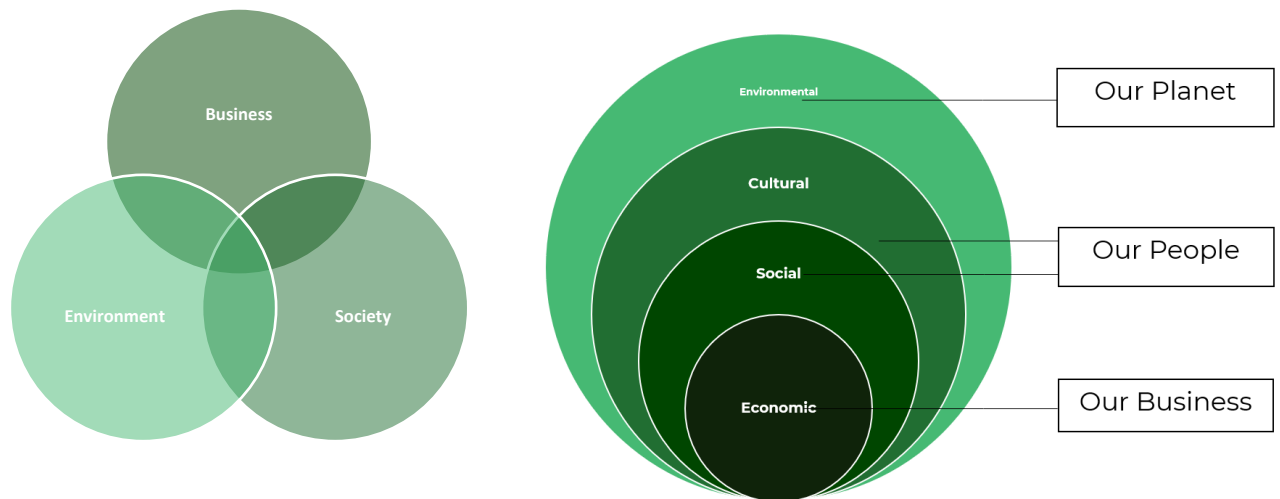 Business
Environment
Society
Environmental
Cultural
Social
Economic
Our Planet
Our People
Our Business